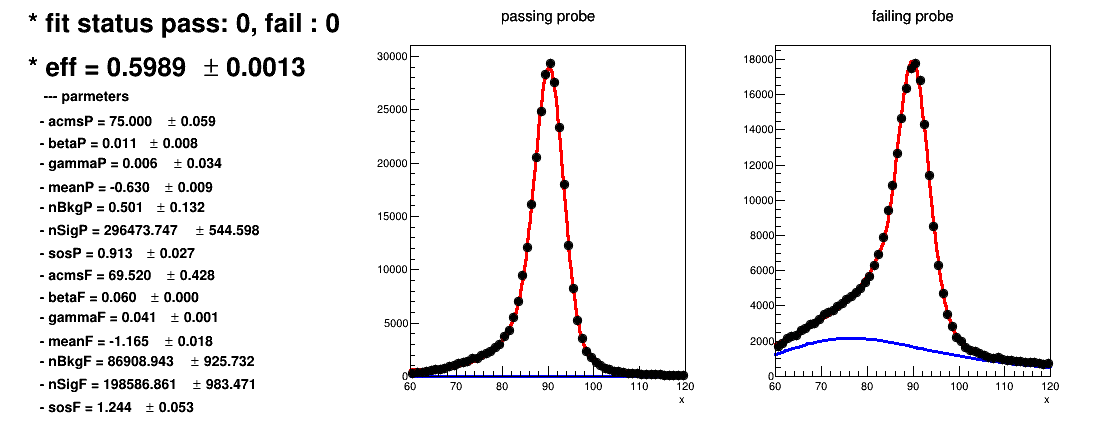 * fit status pass: 0, fail : 0
* eff = 0.5989 ± 0.0013
--- parmeters
- acmsP = 75.000 ± 0.059
- betaP = 0.011 ± 0.008
- gammaP = 0.006 ± 0.034
- meanP = -0.630 ± 0.009
- nBkgP = 0.501 ± 0.132
- nSigP = 296473.747 ± 544.598
- sosP = 0.913 ± 0.027
- acmsF = 69.520 ± 0.428
- betaF = 0.060 ± 0.000
- gammaF = 0.041 ± 0.001
- meanF = -1.165 ± 0.018
- nBkgF = 86908.943 ± 925.732
- nSigF = 198586.861 ± 983.471
- sosF = 1.244 ± 0.053
passing probe
30000
25000
20000
15000
10000
5000
0
60 70 80 90 100 110 120
x
failing probe
18000
16000
14000
12000
10000
8000
6000
4000
2000
0
60 70 80 90 100 110 120
x